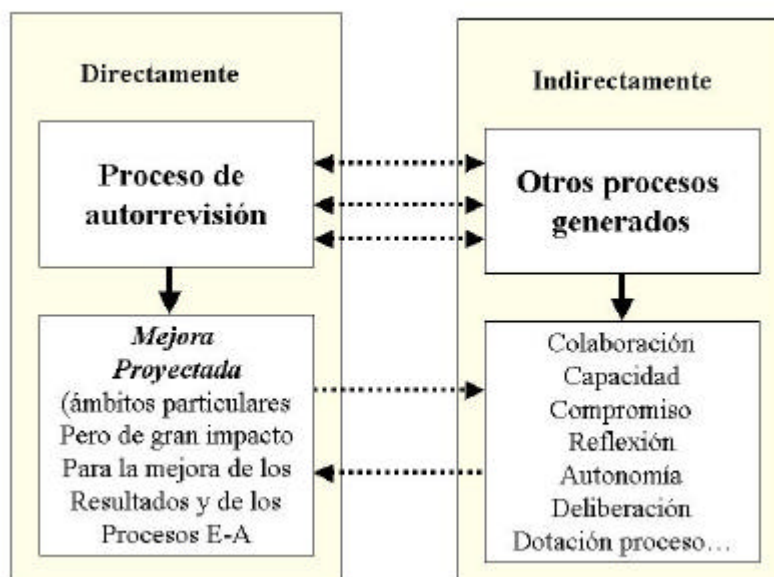 Directamente
Proceso de
autorrevisión
Mejora
Proyectada
(ámbitos particulares
Pero de gran impacto
Para la mejora de los
Resultados y de los
Procesos E-A
Indirectamente
Otros procesos
generados
Colaboración
Capacidad
Compromiso
Reflexión
Autonomía
Deliberación
Dotación proceso…